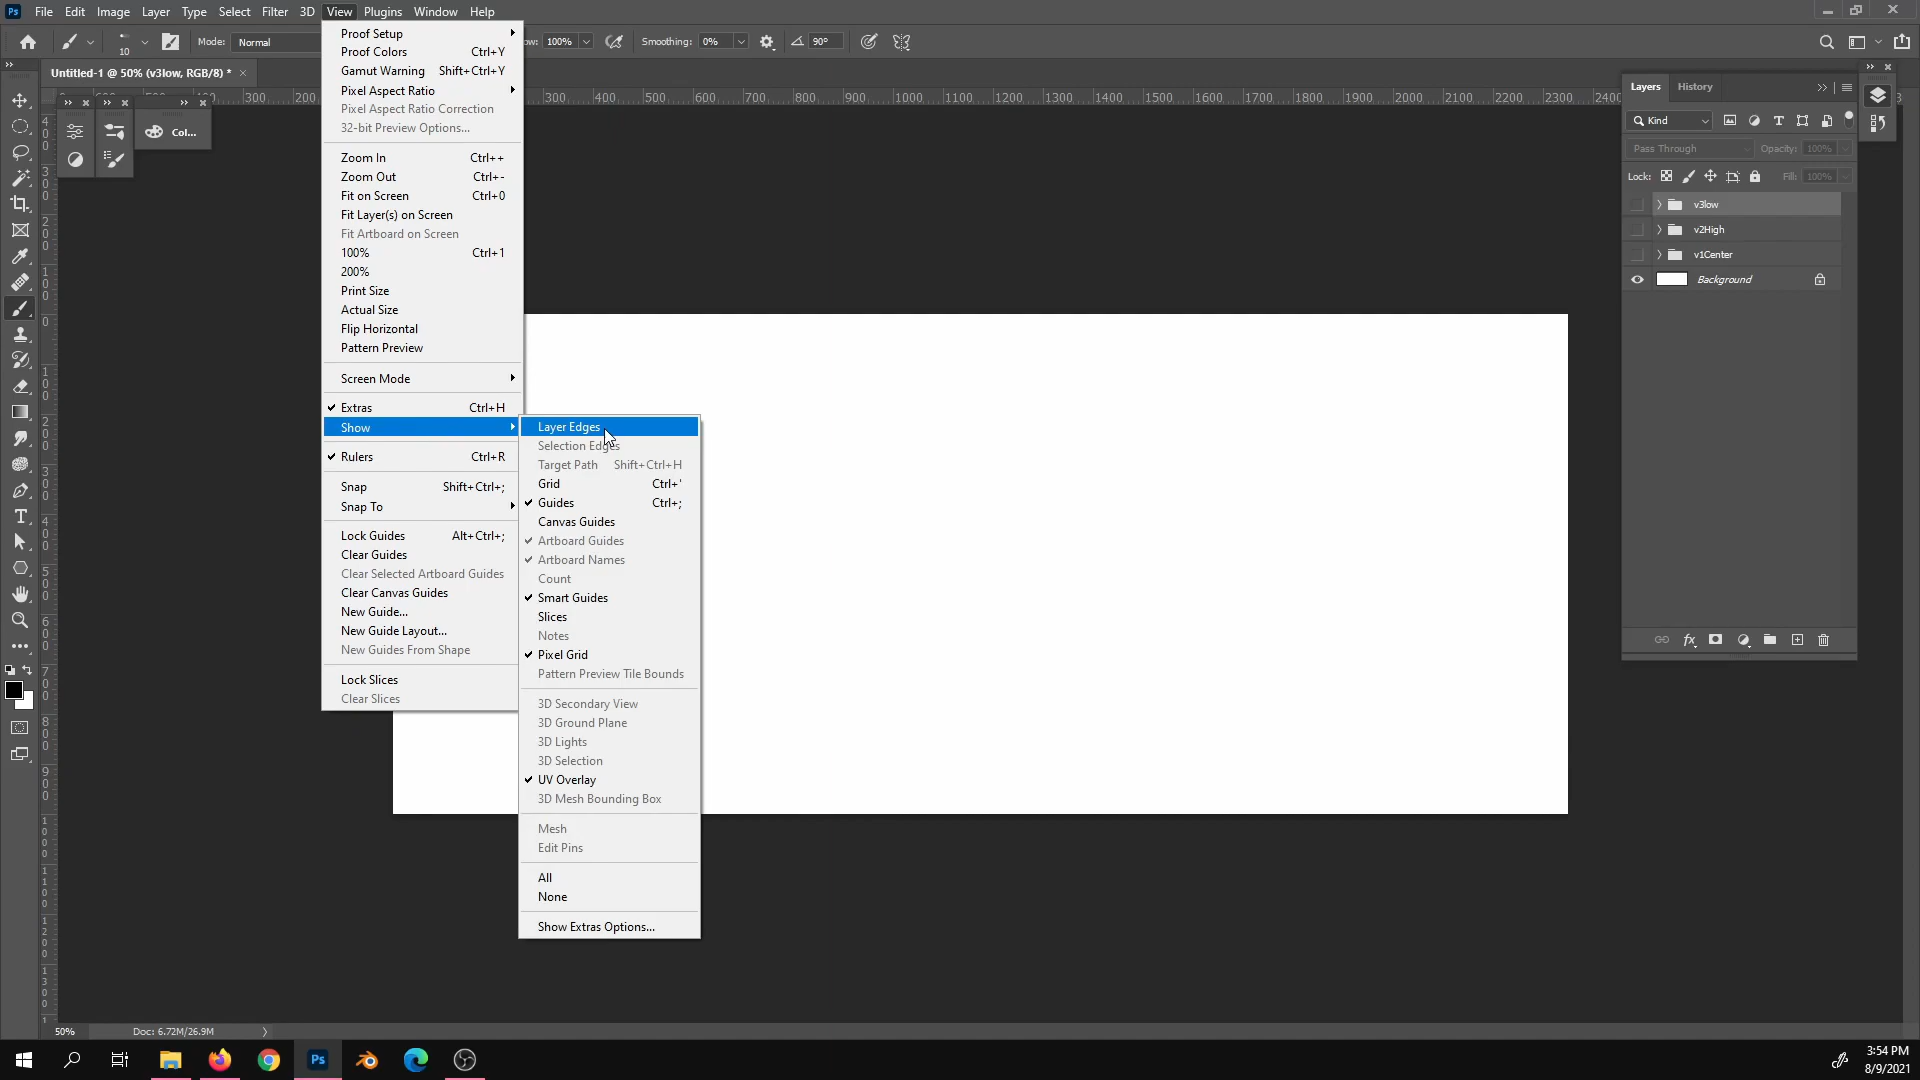 Ps File Edit Image Layer Type Select Filter 3D View Plugins Window Help
10 Mode: Normal 100% Smoothing: 0% 90°
Untitled-1 @ 50% (v3low, RGB/8) *
Col...
200 300 400 500 600 700 800 900 1000 1100 1200 1300 1400 1500 1600 1700 1800 1900 2000 2100 2200 2300
Proof Setup
Proof Colors Ctrl+Y
Gamut Warning Shift+Ctrl+Y
Pixel Aspect Ratio
Pixel Aspect Ratio Correction
32-bit Preview Options...
Zoom In Ctrl++
Zoom Out Ctrl+-
Fit on Screen Ctrl+0
Fit Layer(s) on Screen
Fit Artboard on Screen
100% Ctrl+1
200%
Print Size
Actual Size
Flip Horizontal
Pattern Preview
Screen Mode
Extras Ctrl+H
Show
Rulers Ctrl+R
Snap Shift+Ctrl+;
Snap To
Lock Guides Alt+Ctrl+;
Clear Guides
Clear Selected Artboard Guides
Clear Canvas Guides
New Guide...
New Guide Layout...
New Guides From Shape
Lock Slices
Clear Slices
Layer Edges
Selection Edges
Target Path Shift+Ctrl+H
Grid Ctrl+'
Guides Ctrl+;
Canvas Guides
Artboard Guides
Artboard Names
Count
Smart Guides
Slices
Notes
Pixel Grid
Pattern Preview Tile Bounds
3D Secondary View
3D Ground Plane
3D Lights
3D Selection
UV Overlay
3D Mesh Bounding Box
Mesh
Edit Pins
All
None
Show Extras Options...
Layers History
Kind
Pass Through Opacity: 100%
Lock: Fill: 100%
v3low
v2High
v1Center
Background
fx
50% Doc: 6.72M/26.9M
Ps
3:54 PM
8/9/2021